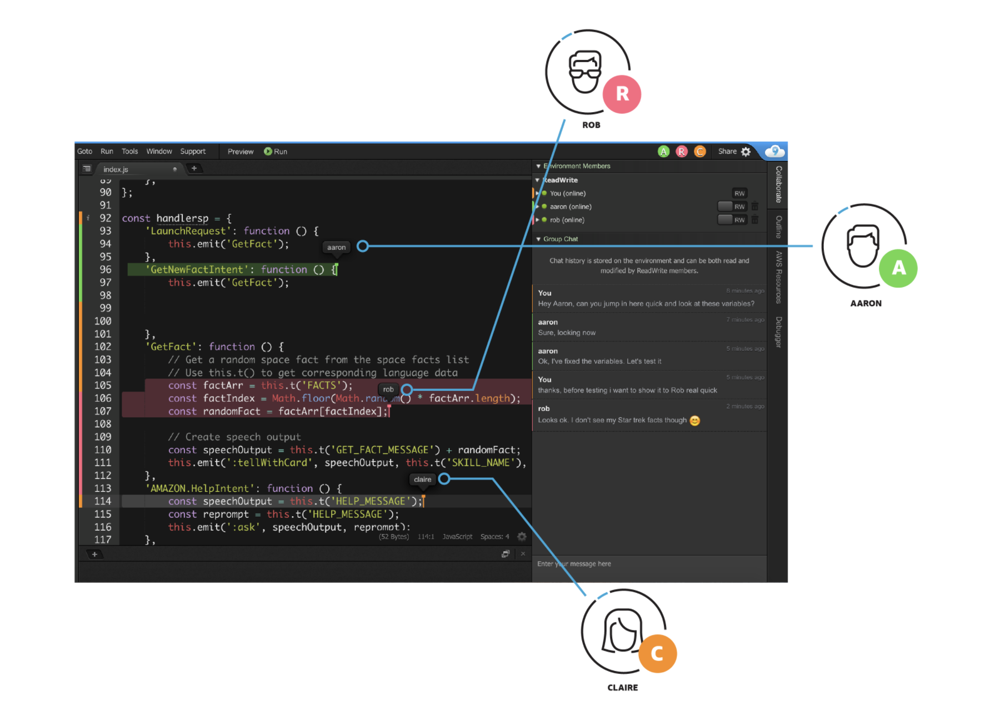 R
ROB
Goto Run Tools Window Support Preview Run A R C Share 9
index.js
Environment Members
ReadWrite
You (online) RW
aaron (online) RW
rob (online) RW
Group Chat
Chat history is stored on the environment and can be both read and
modified by ReadWrite members.
You 8 minutes ago
Hey Aaron, can you jump in here quick and look at these variables?
aaron 7 minutes ago
Sure, looking now
aaron 5 minutes ago
Ok, I've fixed the variables. Let's test it
You 5 minutes ago
thanks, before testing i want to show it to Rob real quick
rob 2 minutes ago
Looks ok. I don't see my Star trek facts though 😊
Enter your message here
Collaborate
Outline
AWS Resources
Debugger
89 },
90 };
91
i 92 const handlersp = {
93 'LaunchRequest': function () {
94 this.emit('GetFact');
aaron
95 },
96 'GetNewFactIntent': function () {
97 this.emit('GetFact');
98
99
100
101 },
102 'GetFact': function () {
103 // Get a random space fact from the space facts list
104 // Use this.t() to get corresponding language data
105 const factArr = this.t('FACTS');
rob
106 const factIndex = Math.floor(Math.random() * factArr.length);
107 const randomFact = factArr[factIndex];
108
109 // Create speech output
110 const speechOutput = this.t('GET_FACT_MESSAGE') + randomFact;
111 this.emit(':tellWithCard', speechOutput, this.t('SKILL_NAME'),
112 },
claire
113 'AMAZON.HelpIntent': function () {
114 const speechOutput = this.t('HELP_MESSAGE');
115 const reprompt = this.t('HELP_MESSAGE');
116 this.emit(':ask', speechOutput, reprompt);
117 },
(52 Bytes) 114:1 JavaScript Spaces: 4
A
AARON
C
CLAIRE